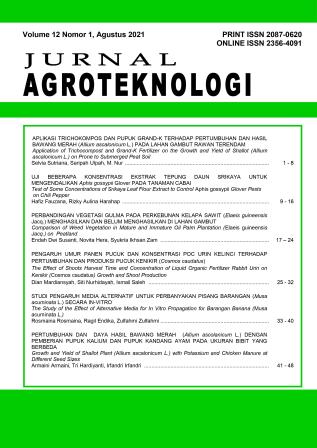 Volume 12 Nomor 1, Agustus 2021
PRINT ISSN 2087-0620
ONLINE ISSN 2356-4091
JURNAL
AGROTEKNOLOGI
APLIKASI TRICHOKOMPOS DAN PUPUK GRAND-K TERHADAP PERTUMBUHAN DAN HASIL
BAWANG MERAH (Allium ascalonicum L.) PADA LAHAN GAMBUT RAWAN TERENDAM
Application of Trichocompost and Grand-K Fertilizer on the Growth and Yield of Shallot (Allium
ascalonicum L.) on Prone to Submerged Peat Soil
Selvia Sutriana, Saripah Ulpah, M. Nur ........ 1 - 8
UJI BEBERAPA KONSENTRASI EKSTRAK TEPUNG DAUN SRIKAYA UNTUK
MENGENDALIKAN Aphis gossypii Glover PADA TANAMAN CABAI
Test of Some Concentrations of Srikaya Leaf Flour Extract to Control Aphis gossypii Glover Pests
on Chili Pepper
Hafiz Fauzana, Rizky Aulina Harahap ........ 9 - 16
PERBANDINGAN VEGETASI GULMA PADA PERKEBUNAN KELAPA SAWIT (Elaeis guineensis
Jacq.) MENGHASILKAN DAN BELUM MENGHASILKAN DI LAHAN GAMBUT
Comparison of Weed Vegetation in Mature and Immature Oil Palm Plantation (Elaeis guineensis
Jacq.) on Peatland
Endah Dwi Susanti, Novita Hera, Syukria Ikhsan Zam ........ 17 – 24
PENGARUH UMUR PANEN PUCUK DAN KONSENTRASI POC URIN KELINCI TERHADAP
PERTUMBUHAN DAN PRODUKSI PUCUK KENIKIR (Cosmos caudatus)
The Effect of Shoots Harvest Time and Concentration of Liquid Organic Fertilizer Rabbit Urin on
Kenikir (Cosmos caudatus) Growth and Shoot Production
Dian Mardansyah, Siti Nurhidayah, Ismail Saleh ........ 25 - 32
STUDI PENGARUH MEDIA ALTERNATIF UNTUK PERBANYAKAN PISANG BARANGAN (Musa
acuminata L.) SECARA IN-VITRO
The Study of the Effect of Alternative Media for In Vitro Propagation for Barangan Banana (Musa
acuminata L.)
Rosmaina Rosmaina, Ragil Endika, Zulfahmi Zulfahmi ........ 33 - 40
PERTUMBUHAN DAN DAYA HASIL BAWANG MERAH (Allium ascalonicum L.) DENGAN
PEMBERIAN PUPUK KALIUM DAN PUPUK KANDANG AYAM PADA UKURAN BIBIT YANG
BERBEDA
Growth and Yield of Shallot Plant (Allium ascalonicum L.) with Potassium and Chicken Manure at
Different Seed Sizes
Armaini Armaini, Tri Hardiyanti, Irfandri Irfandri ........ 41 - 48